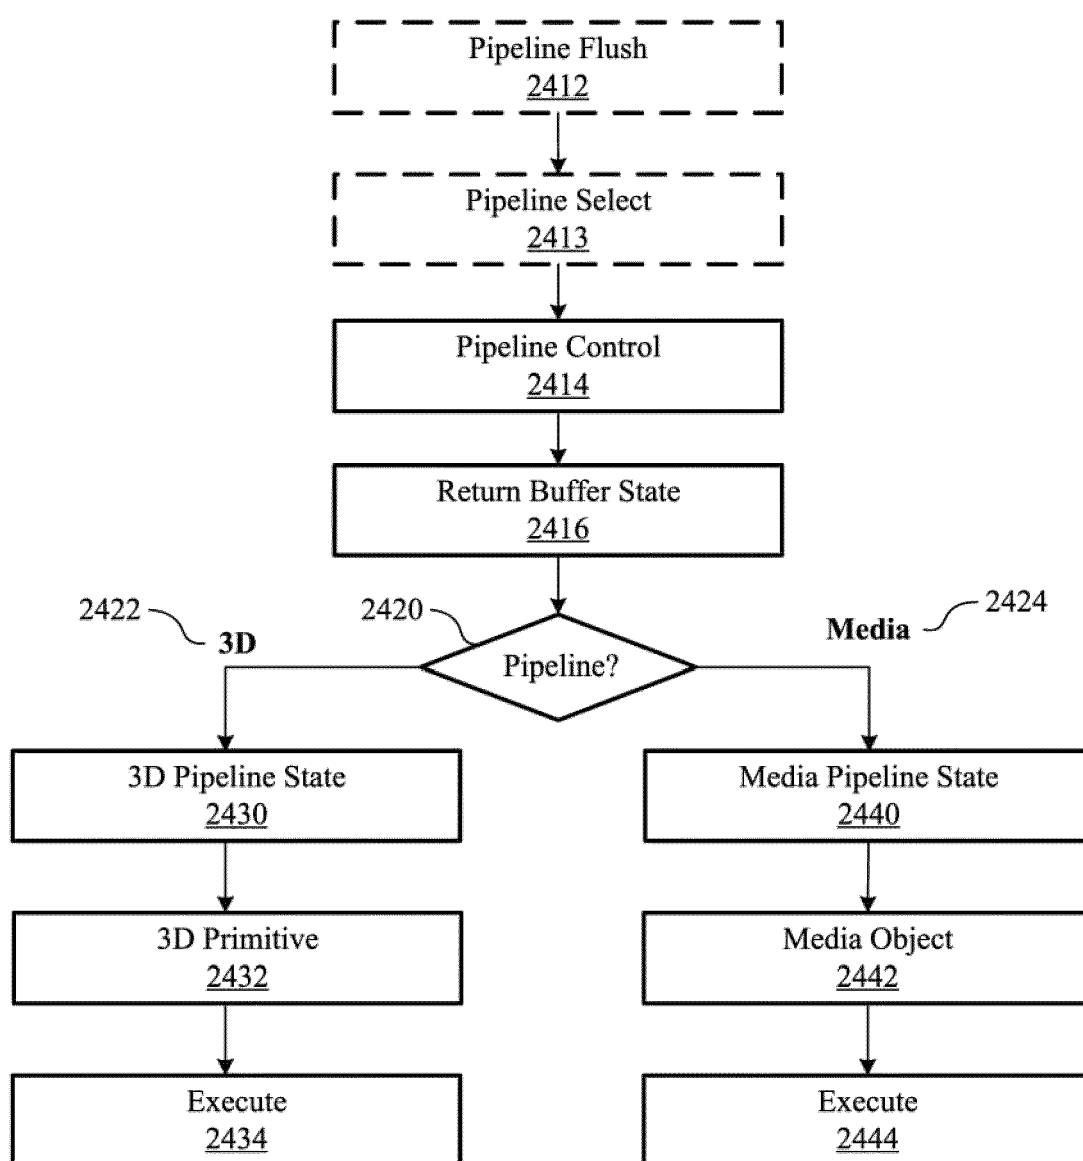 Pipeline Flush
2412
Pipeline Select
2413
Pipeline Control
2414
Return Buffer State
2416
2422
3D
2420
Pipeline?
Media
2424
3D Pipeline State
2430
Media Pipeline State
2440
3D Primitive
2432
Media Object
2442
Execute
2434
Execute
2444